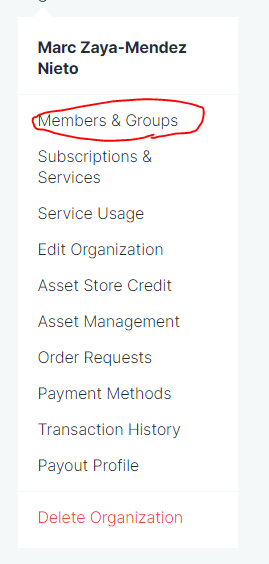 Marc Zaya-Mendez
Nieto
Members & Groups
Subscriptions &
Services
Service Usage
Edit Organization
Asset Store Credit
Asset Management
Order Requests
Payment Methods
Transaction History
Payout Profile
Delete Organization